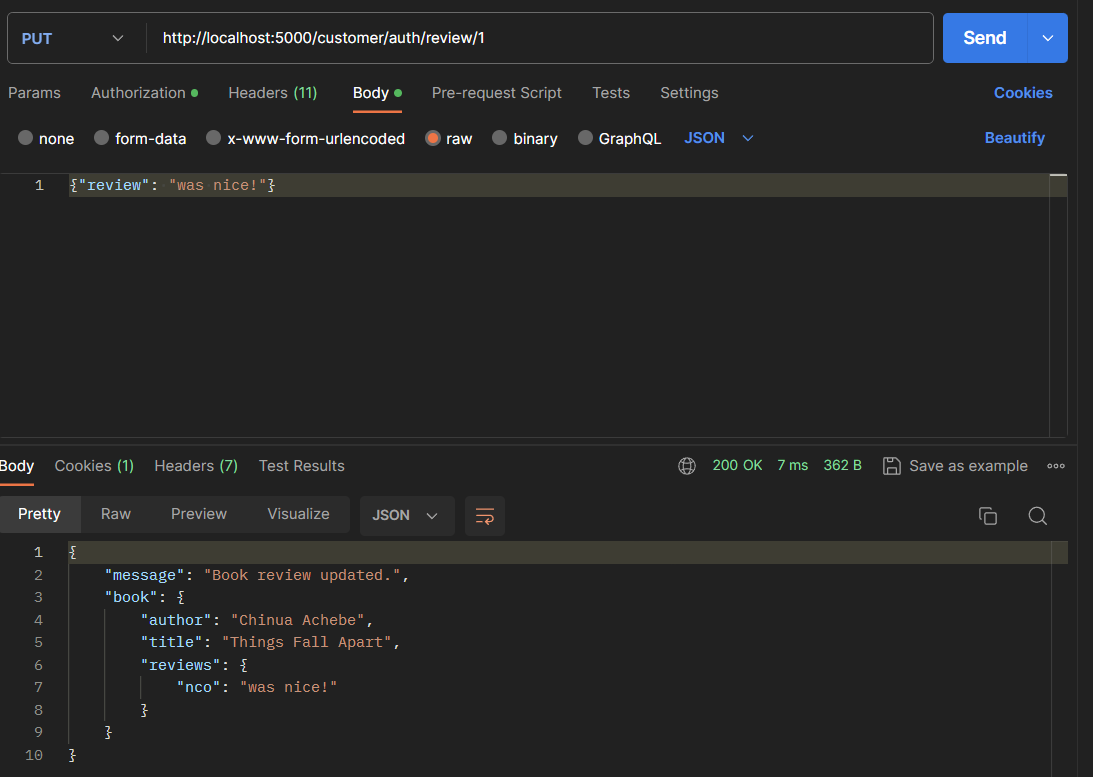 PUT http://localhost:5000/customer/auth/review/1 Send
Params Authorization Headers (11) Body Pre-request Script Tests Settings Cookies
none form-data x-www-form-urlencoded raw binary GraphQL JSON Beautify
1 {"review": "was nice!"}
Body Cookies (1) Headers (7) Test Results 200 OK 7 ms 362 B Save as example
Pretty Raw Preview Visualize JSON
1 {
2 "message": "Book review updated.",
3 "book": {
4 "author": "Chinua Achebe",
5 "title": "Things Fall Apart",
6 "reviews": {
7 "nco": "was nice!"
8 }
9 }
10 }